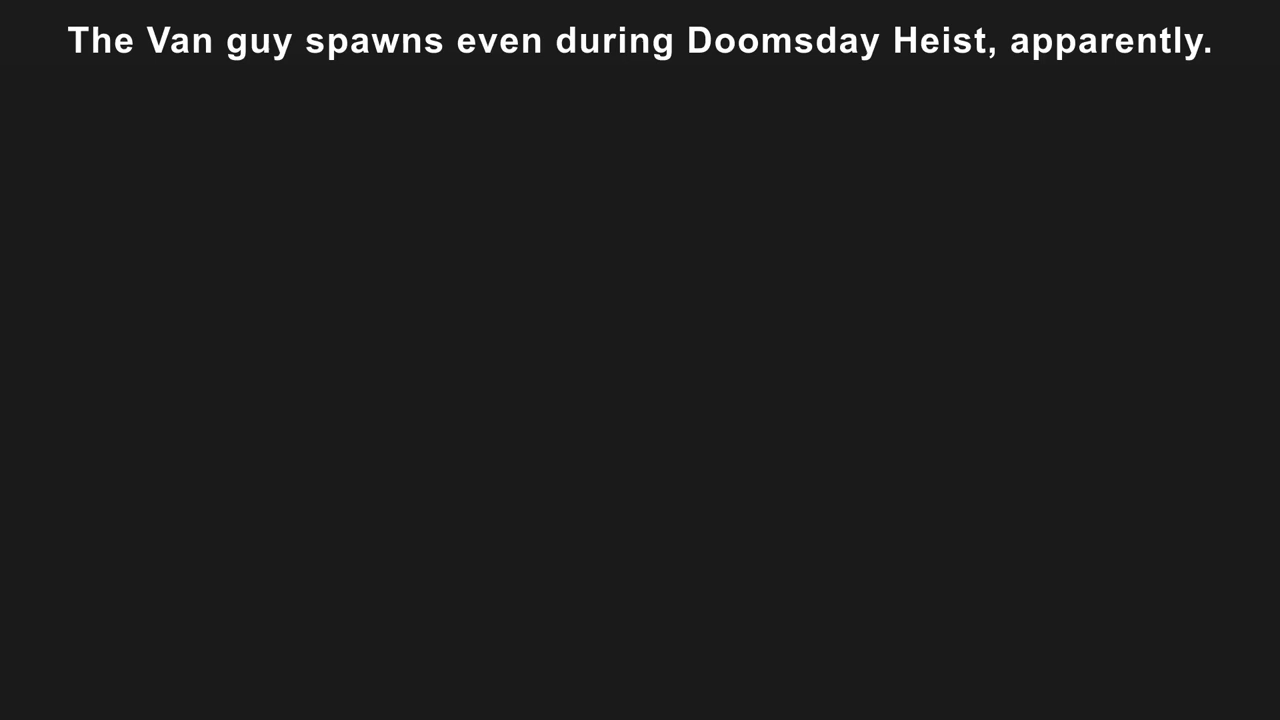 The Van guy spawns even during Doomsday Heist, apparently.